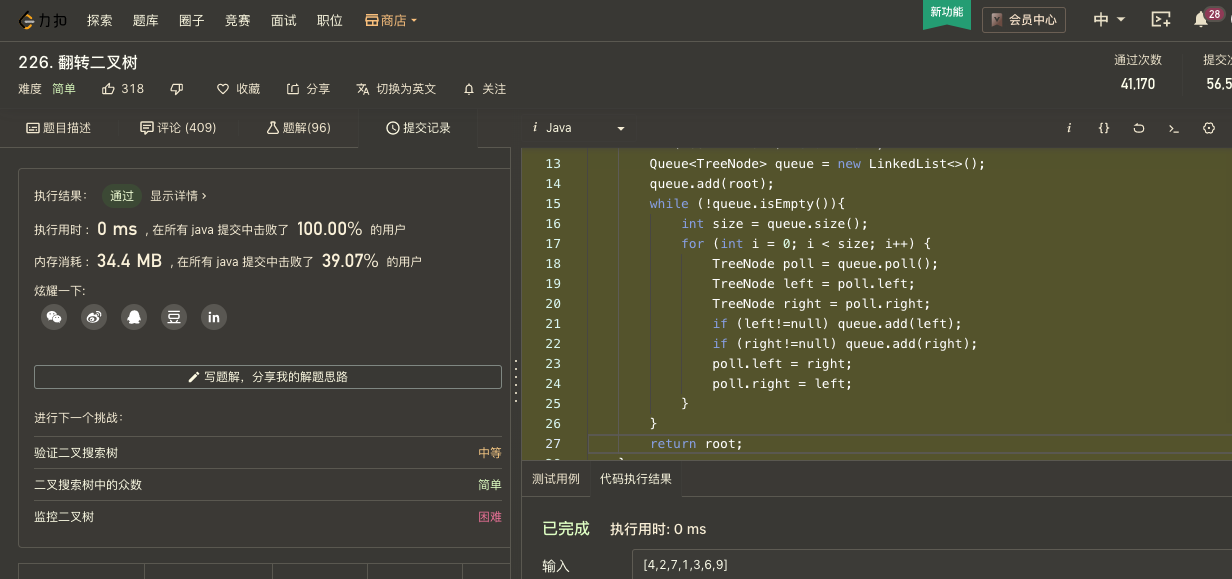 力扣 探索 题库 圈子 竞赛 面试 职位 商店 新功能 会员中心 中 28
226. 翻转二叉树
通过次数
41,170
难度 简单 318 收藏 分享 切换为英文 关注
题目描述 评论 (409) 题解(96) 提交记录
i Java i {}
执行结果： 通过 显示详情 ›
执行用时 : 0 ms , 在所有 java 提交中击败了 100.00% 的用户
内存消耗 : 34.4 MB , 在所有 java 提交中击败了 39.07% 的用户
炫耀一下:
豆
in
写题解，分享我的解题思路
进行下一个挑战：
验证二叉搜索树 中等
二叉搜索树中的众数 简单
监控二叉树 困难
13 Queue<TreeNode> queue = new LinkedList<>();
14 queue.add(root);
15 while (!queue.isEmpty()){
16 int size = queue.size();
17 for (int i = 0; i < size; i++) {
18 TreeNode poll = queue.poll();
19 TreeNode left = poll.left;
20 TreeNode right = poll.right;
21 if (left!=null) queue.add(left);
22 if (right!=null) queue.add(right);
23 poll.left = right;
24 poll.right = left;
25 }
26 }
27 return root;
测试用例 代码执行结果
已完成 执行用时: 0 ms
输入 [4,2,7,1,3,6,9]